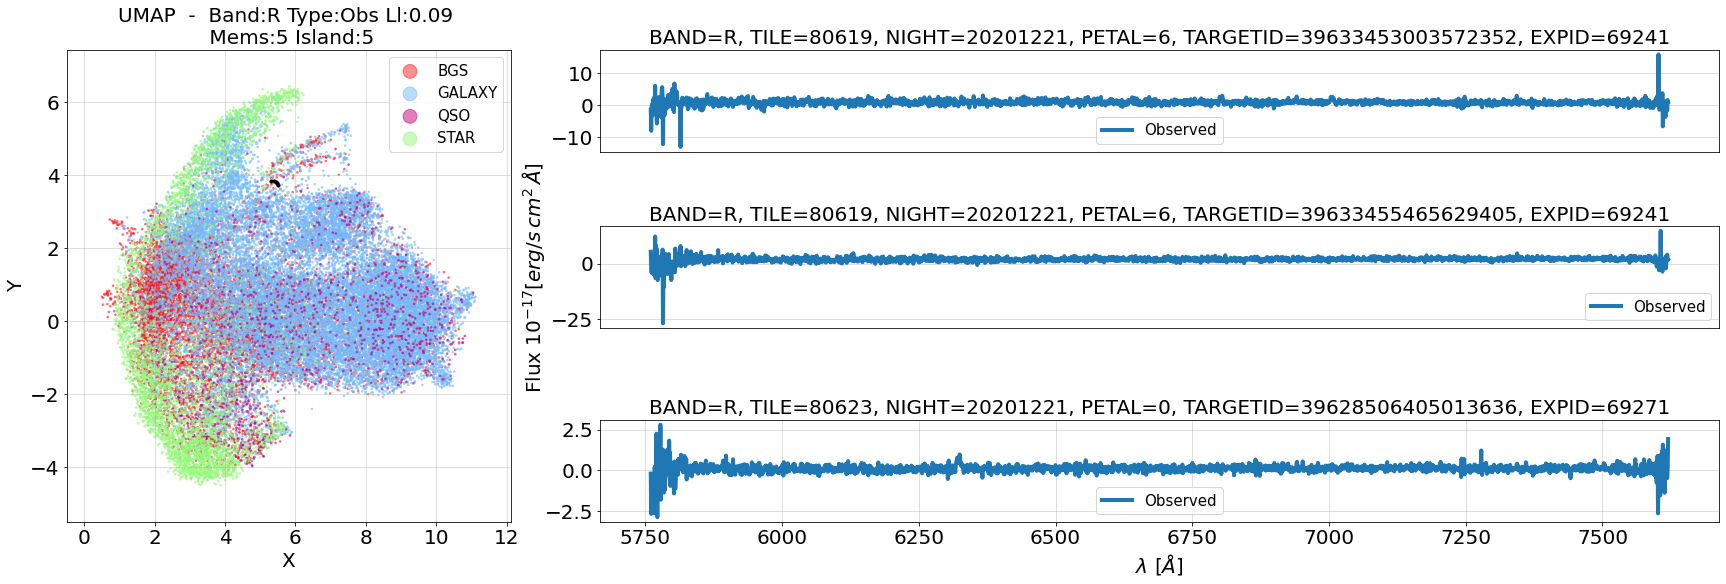 UMAP - Band:R Type:Obs Ll:0.09
Mems:5 Island:5
BGS
GALAXY
QSO
STAR
6
4
2
0
−2
−4
Y
0 2 4 6 8 10 12
X
Flux 10−17[erg/s cm2 Å]
BAND=R, TILE=80619, NIGHT=20201221, PETAL=6, TARGETID=39633453003572352, EXPID=69241
10
0
−10
Observed
BAND=R, TILE=80619, NIGHT=20201221, PETAL=6, TARGETID=39633455465629405, EXPID=69241
0
−25
Observed
BAND=R, TILE=80623, NIGHT=20201221, PETAL=0, TARGETID=39628506405013636, EXPID=69271
2.5
0.0
−2.5
Observed
5750 6000 6250 6500 6750 7000 7250 7500
λ [Å]